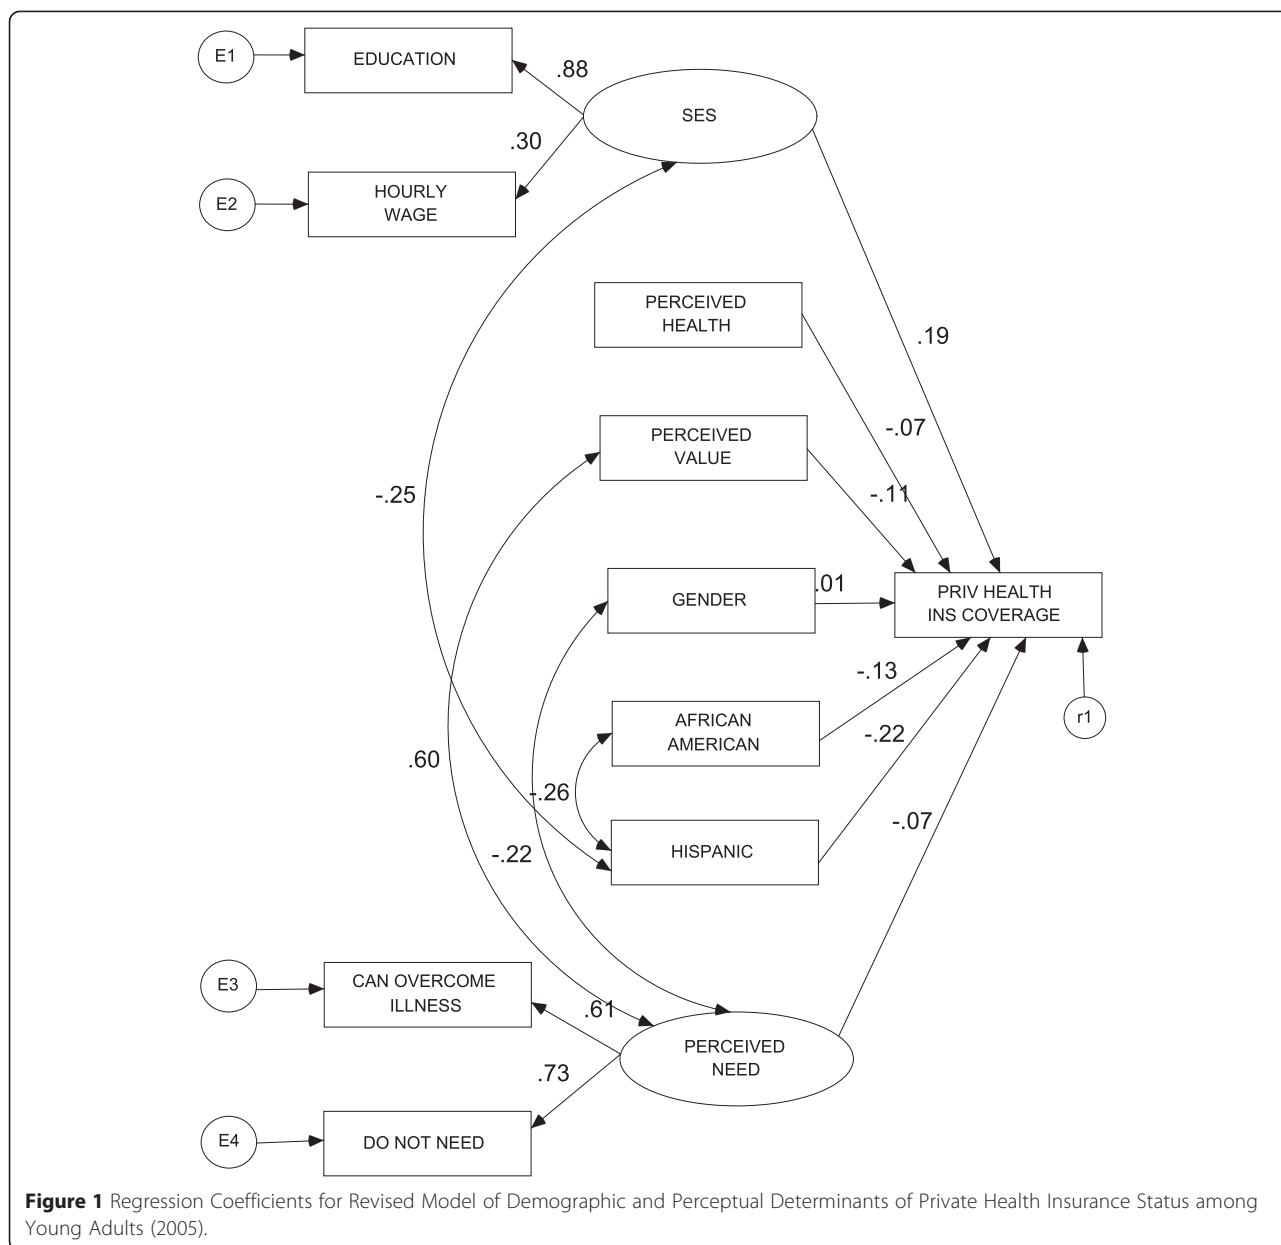 E1
EDUCATION
.88
SES
.30
E2
HOURLY
WAGE
PERCEIVED
HEALTH
.19
-.07
PERCEIVED
VALUE
-.25
-.11
GENDER
.01
PRIV HEALTH
INS COVERAGE
-.13
AFRICAN
AMERICAN
r1
-.22
.60
-.26
-.07
HISPANIC
-.22
E3
CAN OVERCOME
ILLNESS
.61
PERCEIVED
NEED
.73
E4
DO NOT NEED
Figure 1 Regression Coefficients for Revised Model of Demographic and Perceptual Determinants of Private Health Insurance Status among
Young Adults (2005).